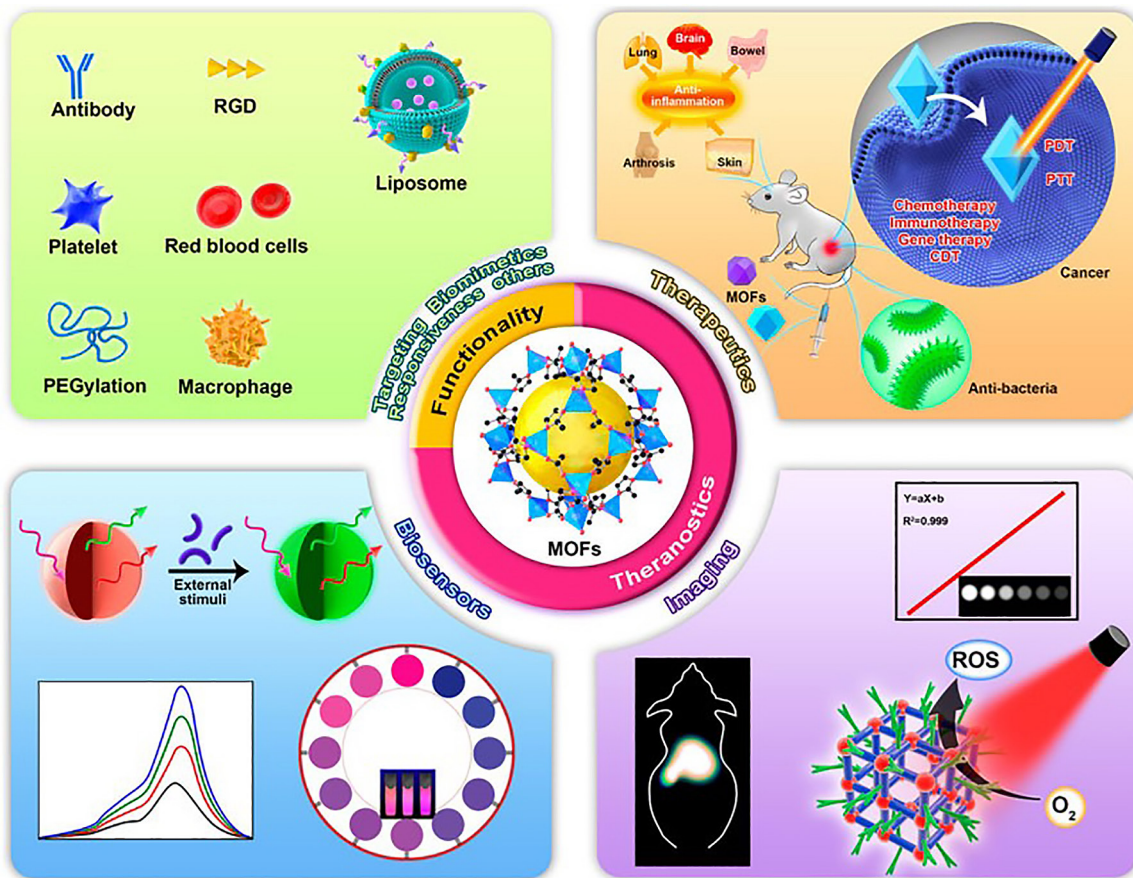 Antibody
RGD
Liposome
Platelet
Red blood cells
PEGylation
Macrophage
Lung
Brain
Bowel
Anti-
inflammation
Arthrosis
Skin
PDT
PTT
Chemotherapy
Immunotherapy
Gene therapy
CDT
Cancer
MOFs
Anti-bacteria
Targeting Biomimetics
Responsiveness others
Functionality
Therapeutics
MOFs
Theranostics
Biosensors
Imaging
External
stimuli
Y=aX+b
R²=0.999
ROS
O₂